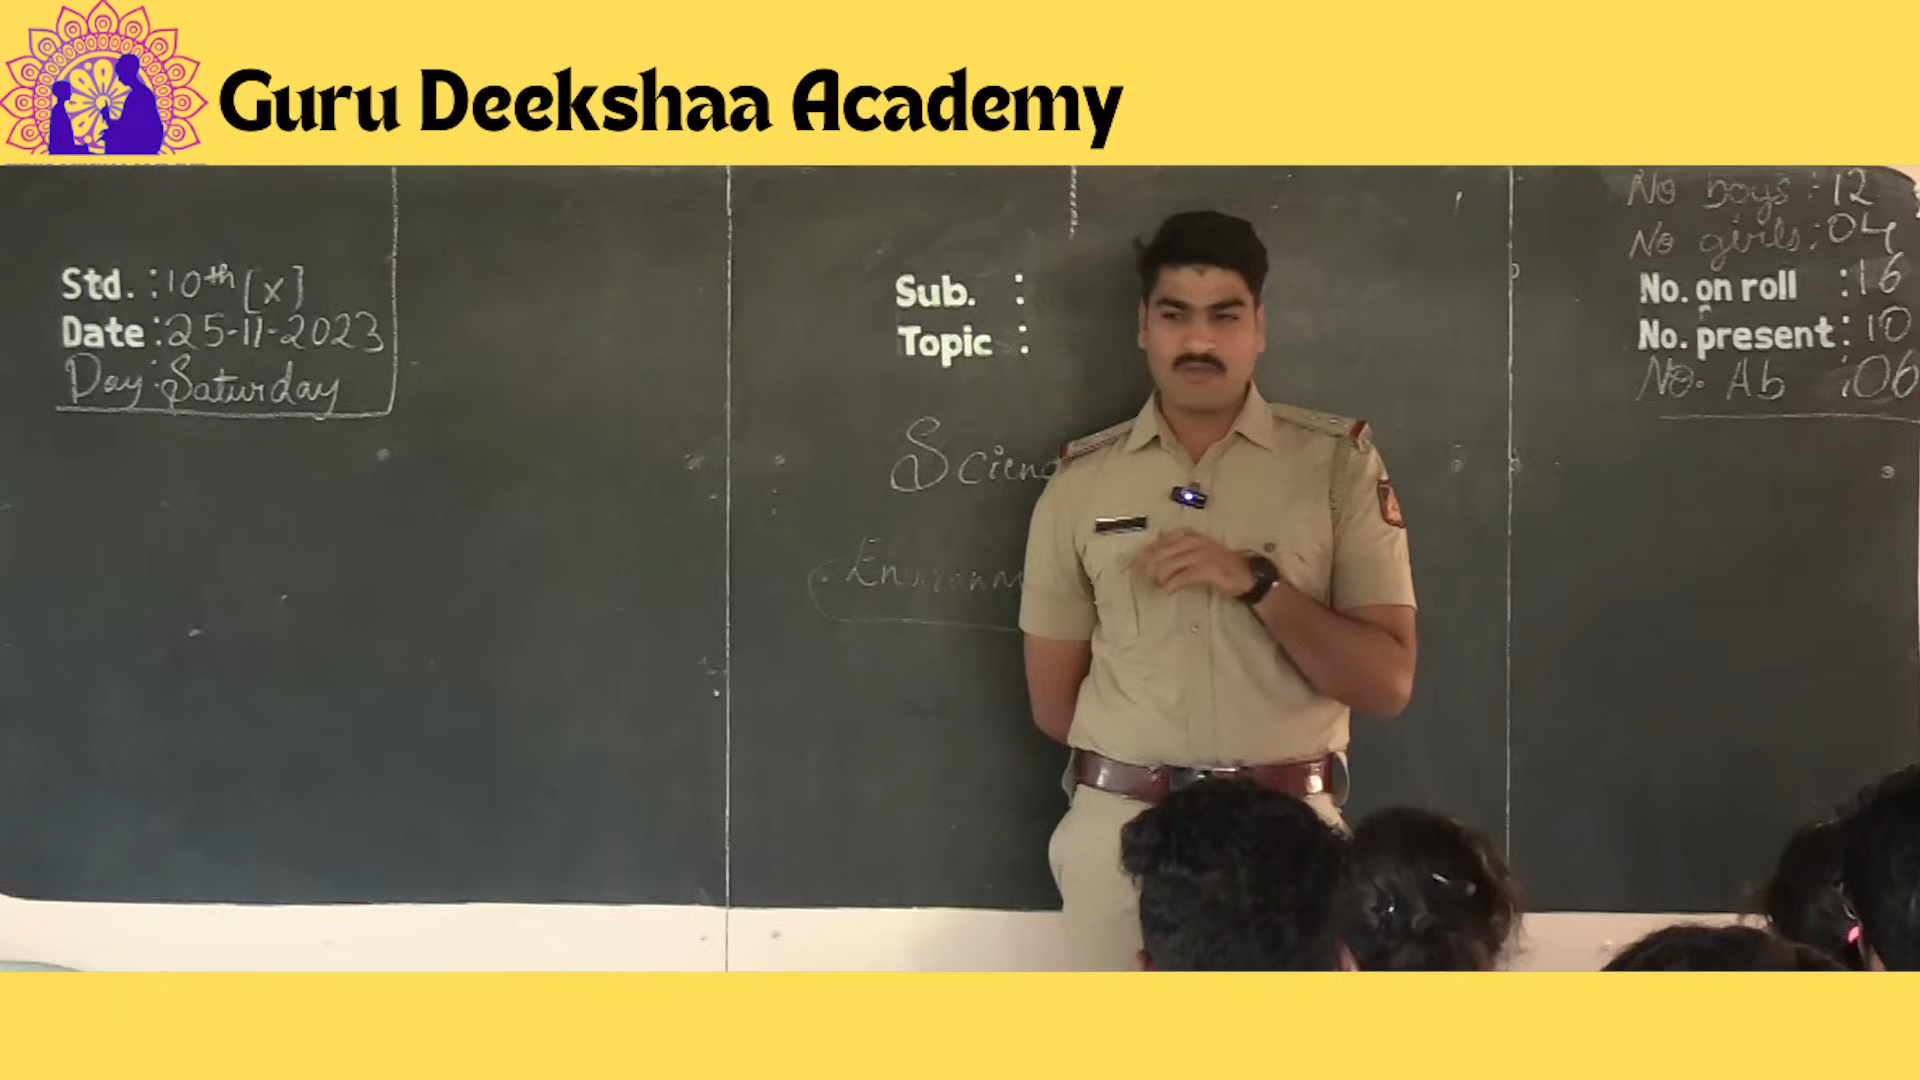 Guru Deekshaa Academy
Std. : 10th [X]
Date : 25-11-2023
Day : Saturday
Sub. :
Topic :
No boys : 12
No girls : 04
No. on roll : 16
No. present : 10
No. Ab : 06